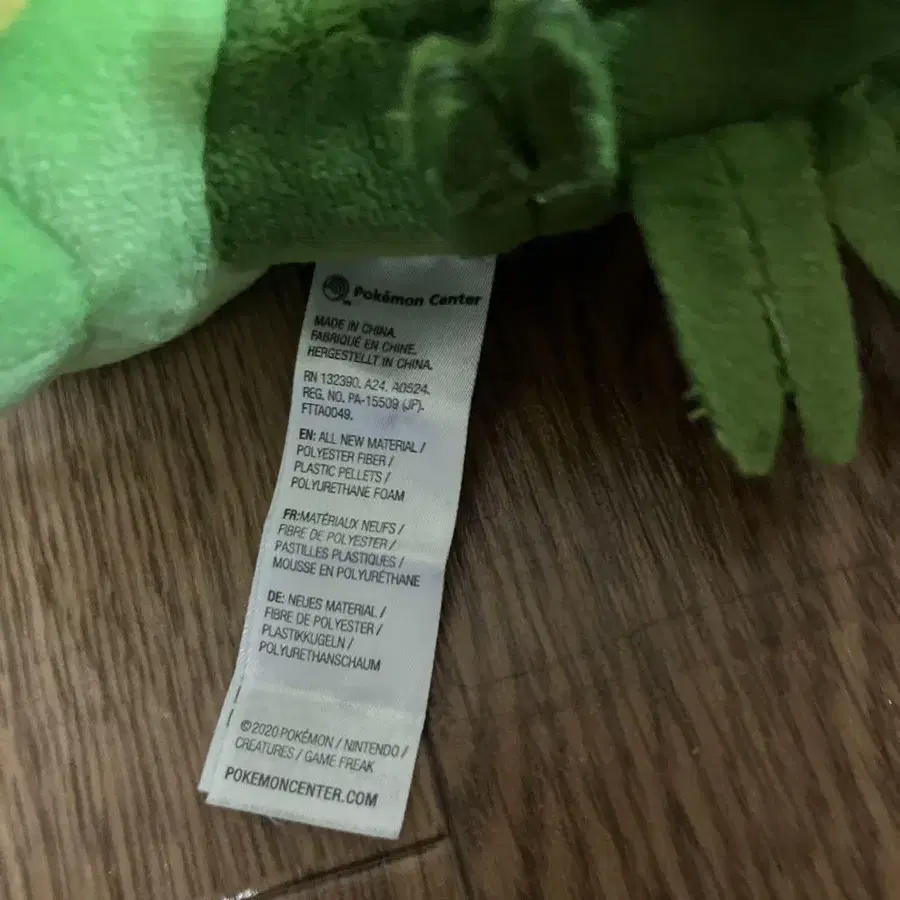 Pokémon Center
MADE IN CHINA.
FABRIQUÉ EN CHINE.
HERGESTELLT IN CHINA.
RN 132390. A24. A0524.
REG. NO. PA-15509 (JP).
FTTA0049.
EN: ALL NEW MATERIAL /
POLYESTER FIBER /
PLASTIC PELLETS /
POLYURETHANE FOAM
FR:MATÉRIAUX NEUFS /
FIBRE DE POLYESTER /
PASTILLES PLASTIQUES /
MOUSSE EN POLYURÉTHANE
DE: NEUES MATERIAL /
FIBRE DE POLYESTER /
PLASTIKKUGELN /
POLYURETHANSCHAUM
©2020 POKÉMON / NINTENDO /
CREATURES / GAME FREAK
POKEMONCENTER.COM